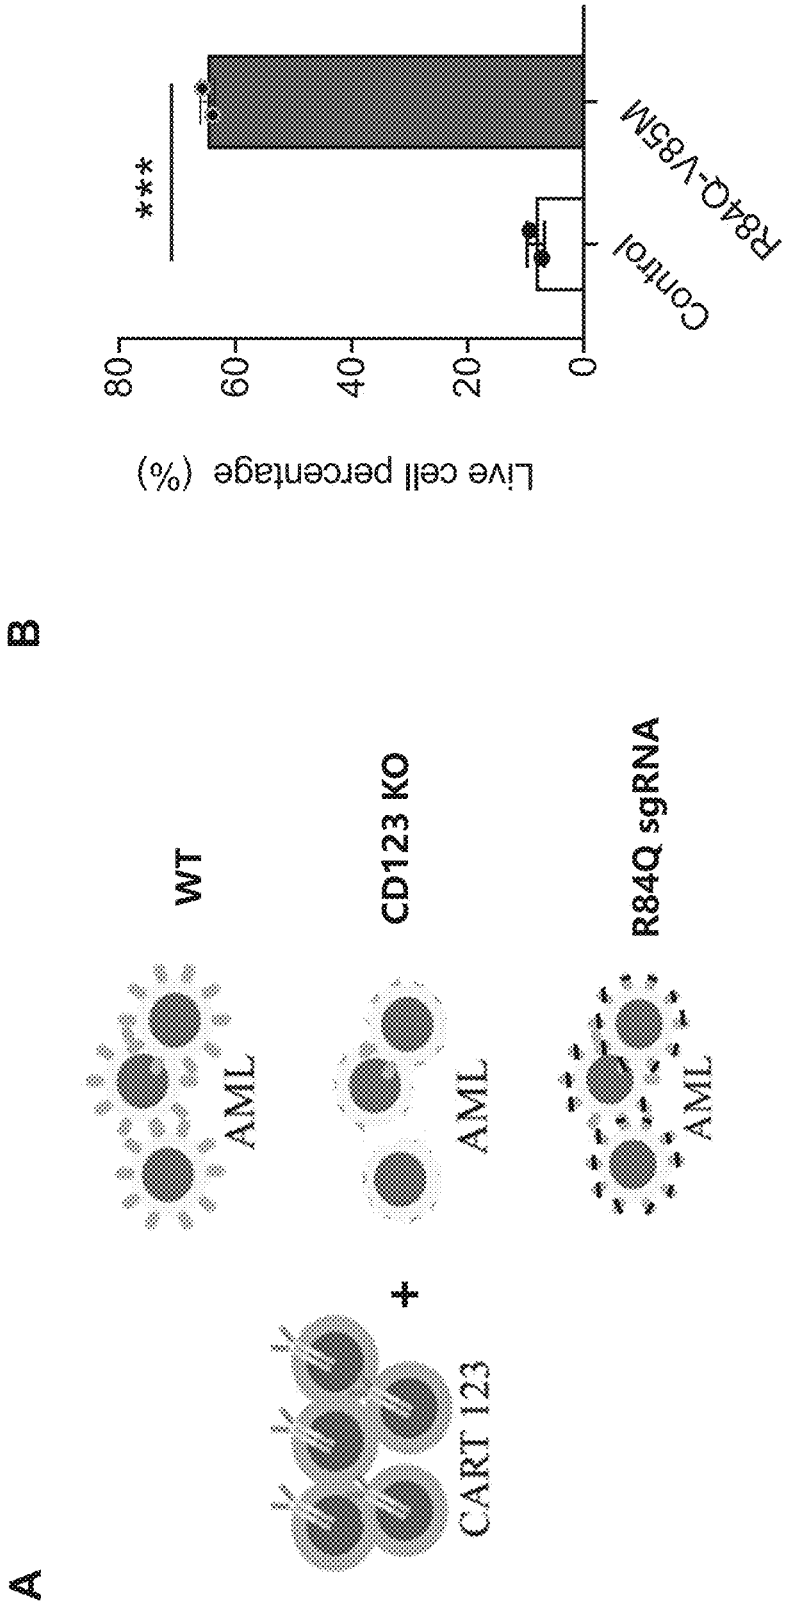 A
CART 123
+
AML
WT
AML
CD123 KO
AML
R84Q sgRNA
B
Live cell percentage (%)
80
60
40
20
0
***
Control
R84Q-V85M